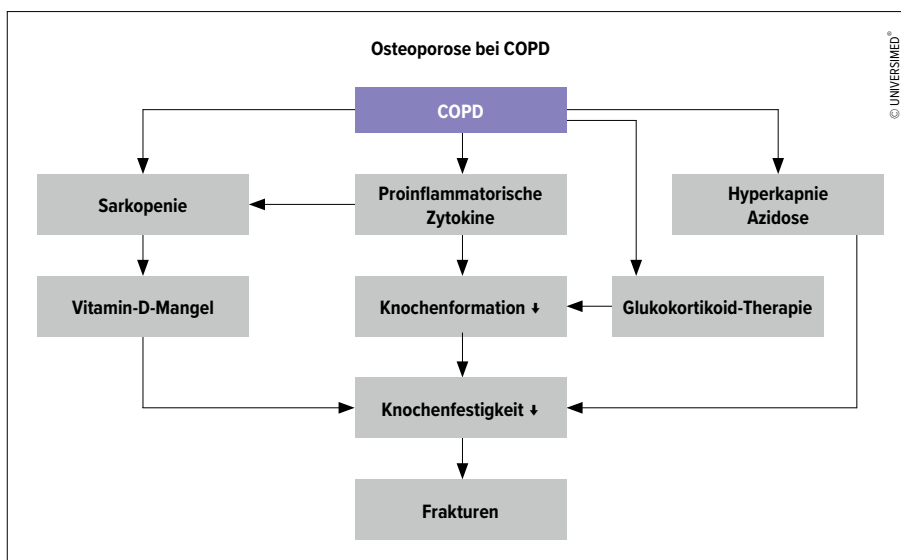 Osteoporose bei COPD
© UNIVERSIMED®
COPD
Sarkopenie
Proinflammatorische
Zytokine
Hyperkapnie
Azidose
Vitamin-D-Mangel
Knochenformation ↓
Glukokortikoid-Therapie
Knochenfestigkeit ↓
Frakturen